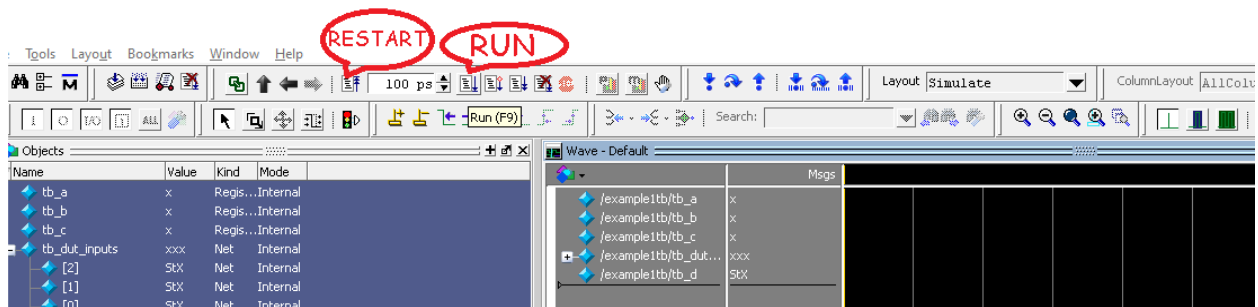 RESTART
RUN
Tools Layout Bookmarks Window Help
100 ps
Layout Simulate
ColumnLayout AllColu
Run (F9)
Search:
Objects
Name Value Kind Mode
tb_a x Regis...Internal
tb_b x Regis...Internal
tb_c x Regis...Internal
tb_dut_inputs xxx Net Internal
[2] StX Net Internal
[1] StX Net Internal
[0] StX Net Internal
Wave - Default
Msgs
/example1tb/tb_a x
/example1tb/tb_b x
/example1tb/tb_c x
/example1tb/tb_dut... xxx
/example1tb/tb_d StX